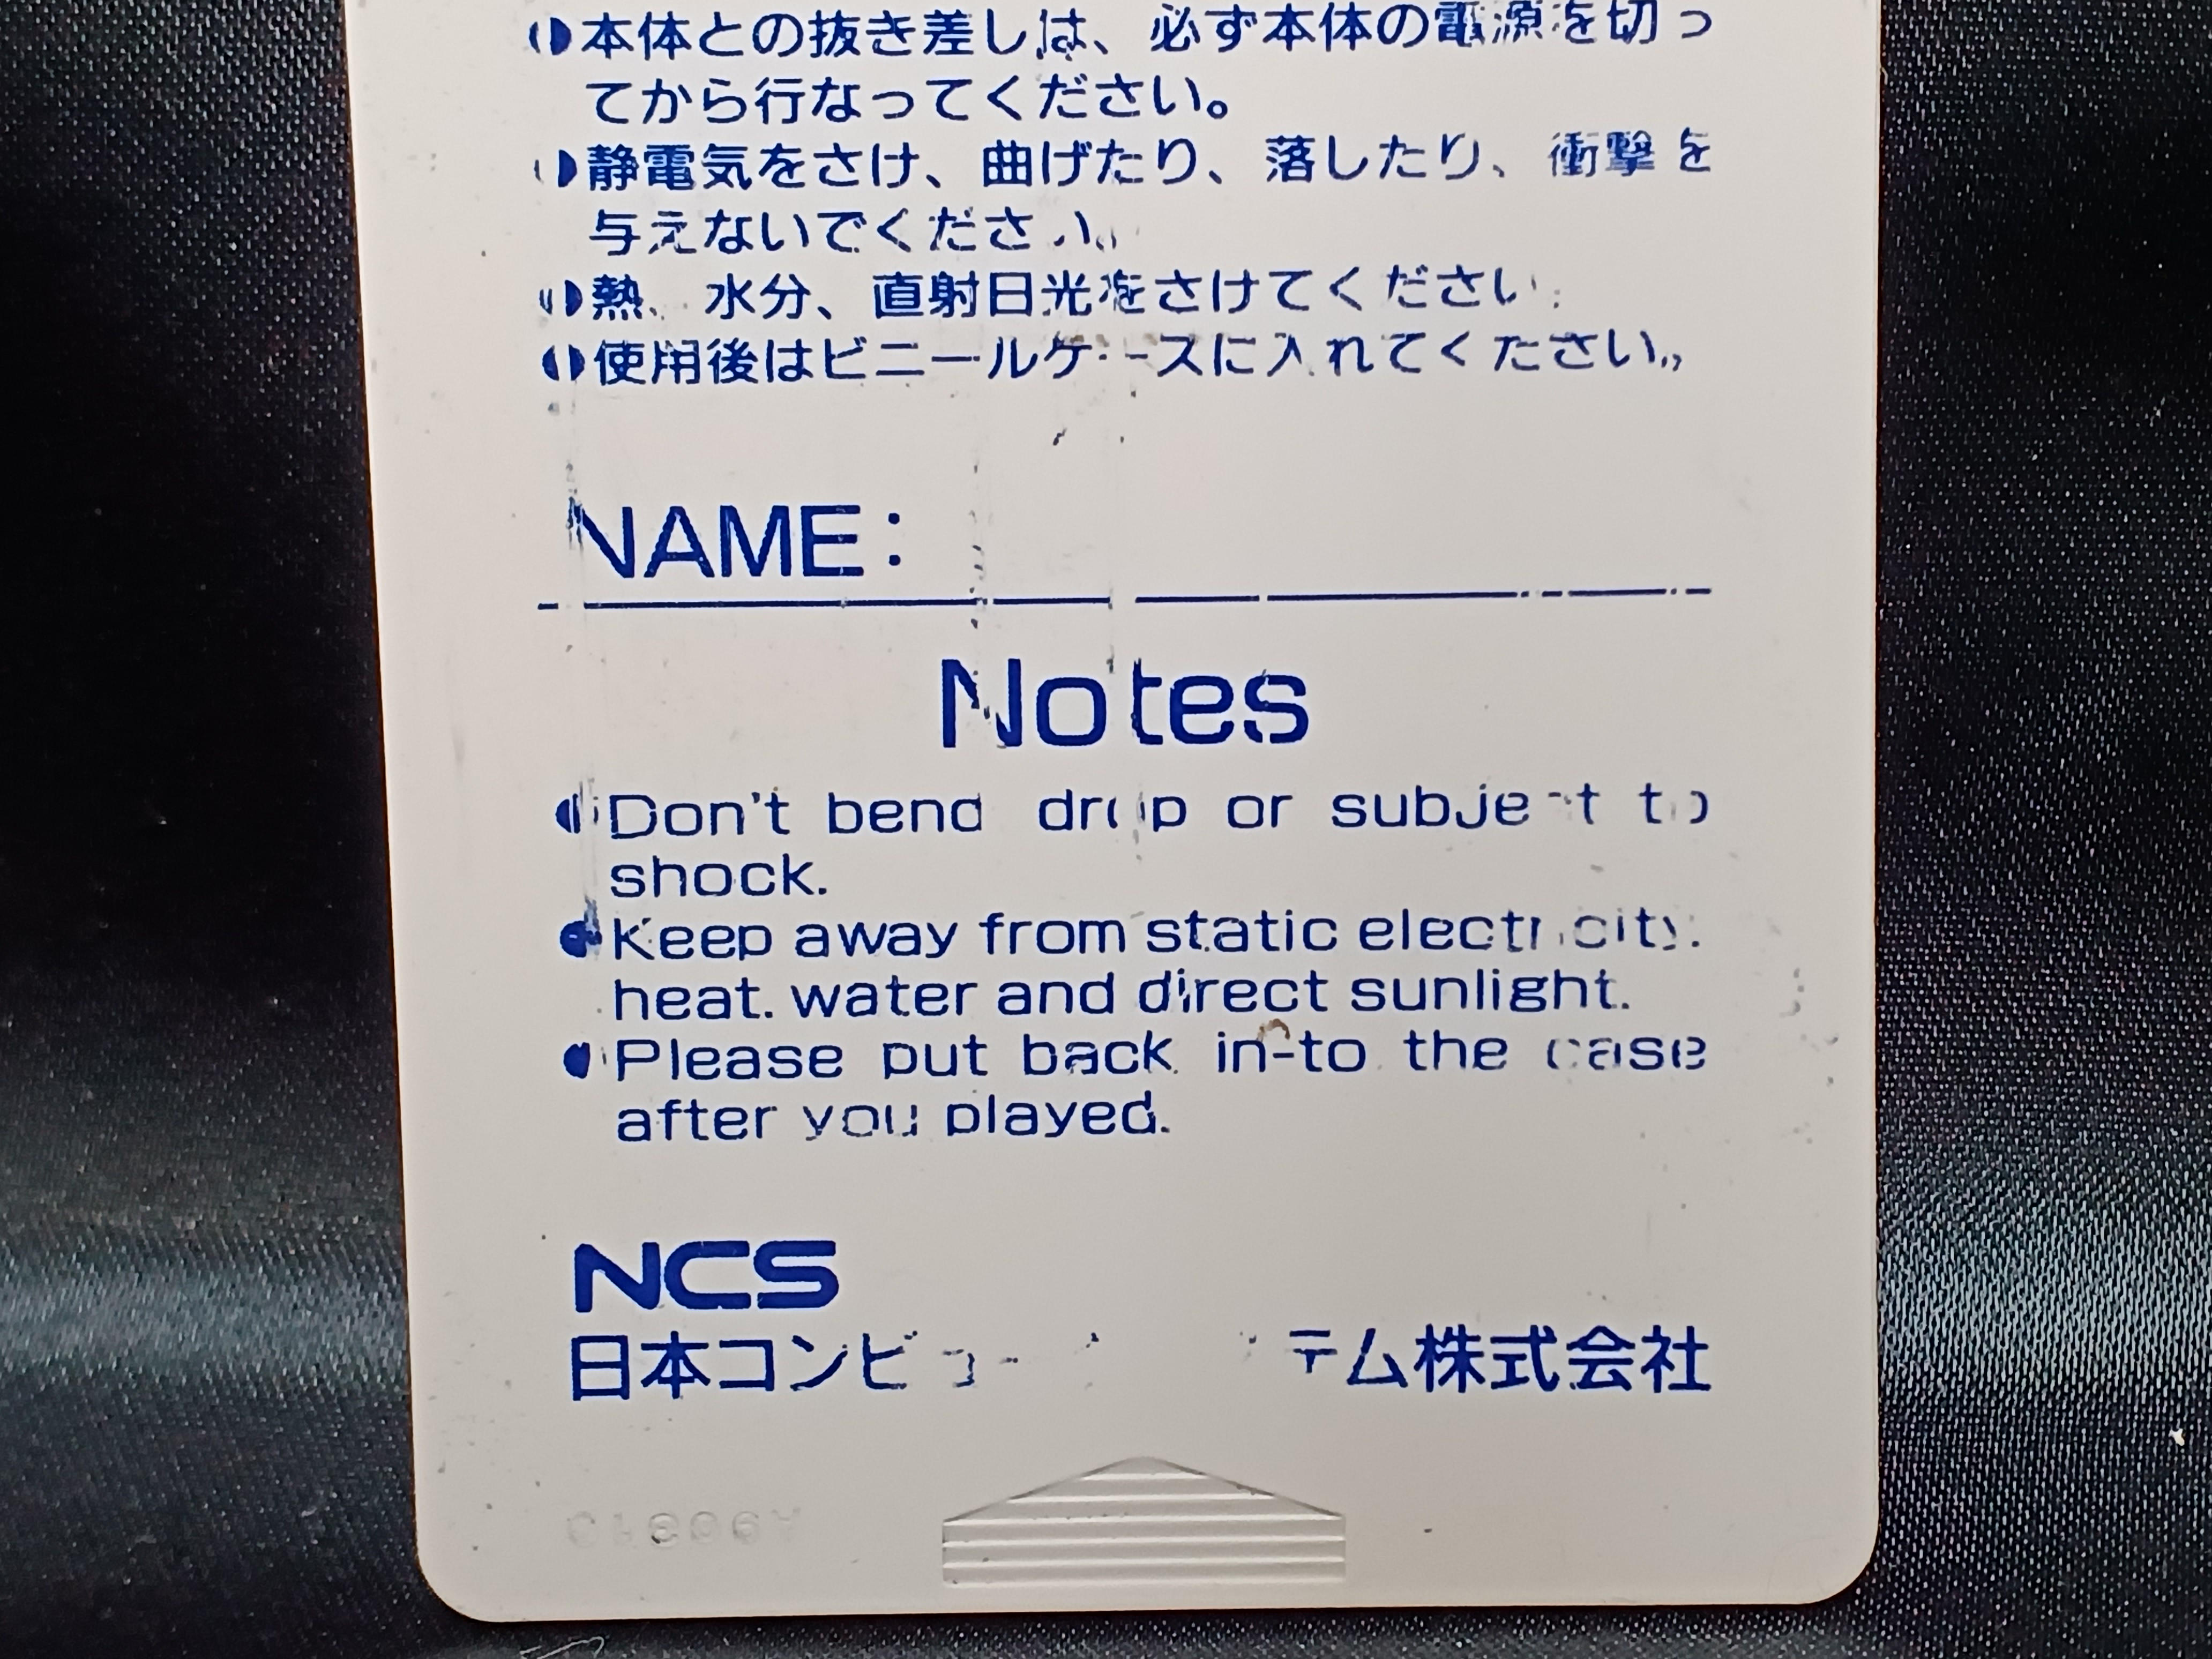 ●本体との抜き差しは、必ず本体の電源を切っ
てから行なってください。
●静電気をさけ、曲げたり、落したり、衝撃を
与えないでください。
●熱、水分、直射日光をさけてください。
●使用後はビニールケースに入れてください。
NAME:
Notes
●Don't bend drop or subject to
shock.
●Keep away from static electricity.
heat. water and direct sunlight.
●Please put back in-to the case
after you played.
NCS
日本コンピ テム株式会社